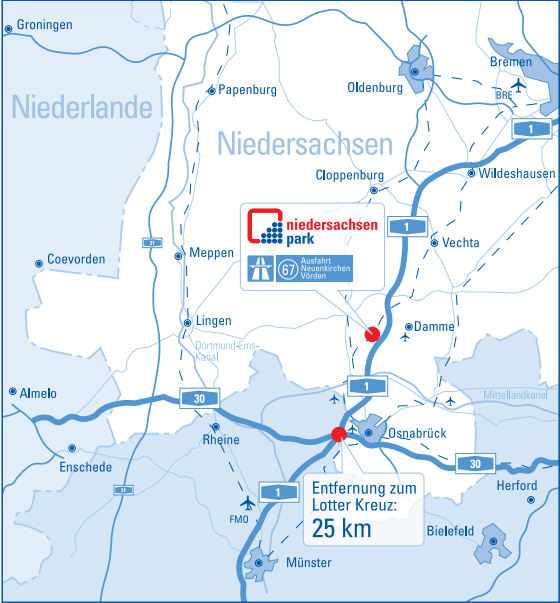 Groningen
Bremen
Papenburg
Oldenburg
BRE
Niederlande
1
Niedersachsen
Cloppenburg
Wildeshausen
niedersachsen
park
1
31
Vechta
Meppen
Coevorden
67
Ausfahrt
Neuenkirchen
Vörden
Lingen
Damme
Dortmund-Ems-
Kanal
1
Almelo
30
Mittellandkanal
Rheine
Osnabrück
Enschede
30
Entfernung zum
Lotter Kreuz:
25 km
Herford
1
31
FMO
Bielefeld
Münster